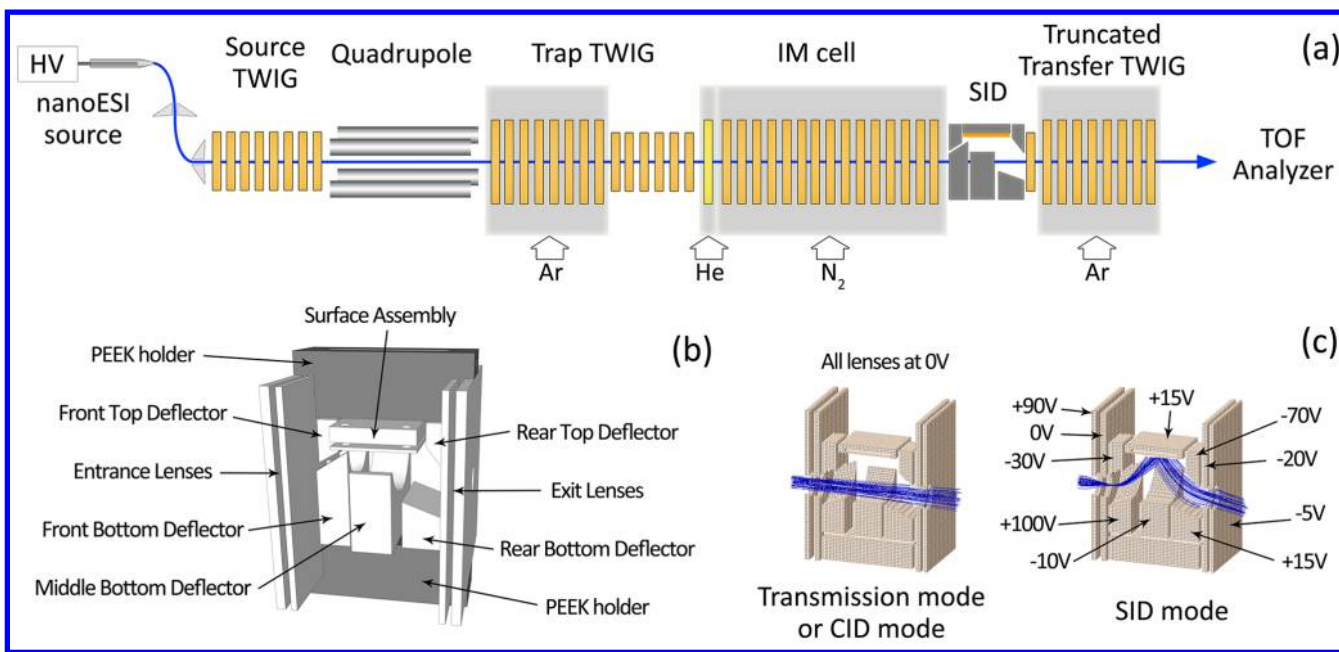 (a)
HV
nanoESI
source
Source
TWIG
Quadrupole
Trap TWIG
IM cell
SID
Truncated
Transfer TWIG
TOF
Analyzer
Ar
He
N2
Ar
(b)
Surface Assembly
PEEK holder
Front Top Deflector
Entrance Lenses
Front Bottom Deflector
Middle Bottom Deflector
Rear Top Deflector
Exit Lenses
Rear Bottom Deflector
PEEK holder
(c)
All lenses at 0V
Transmission mode
or CID mode
+90V
0V
-30V
+100V
-10V
+15V
-70V
-20V
-5V
+15V
SID mode